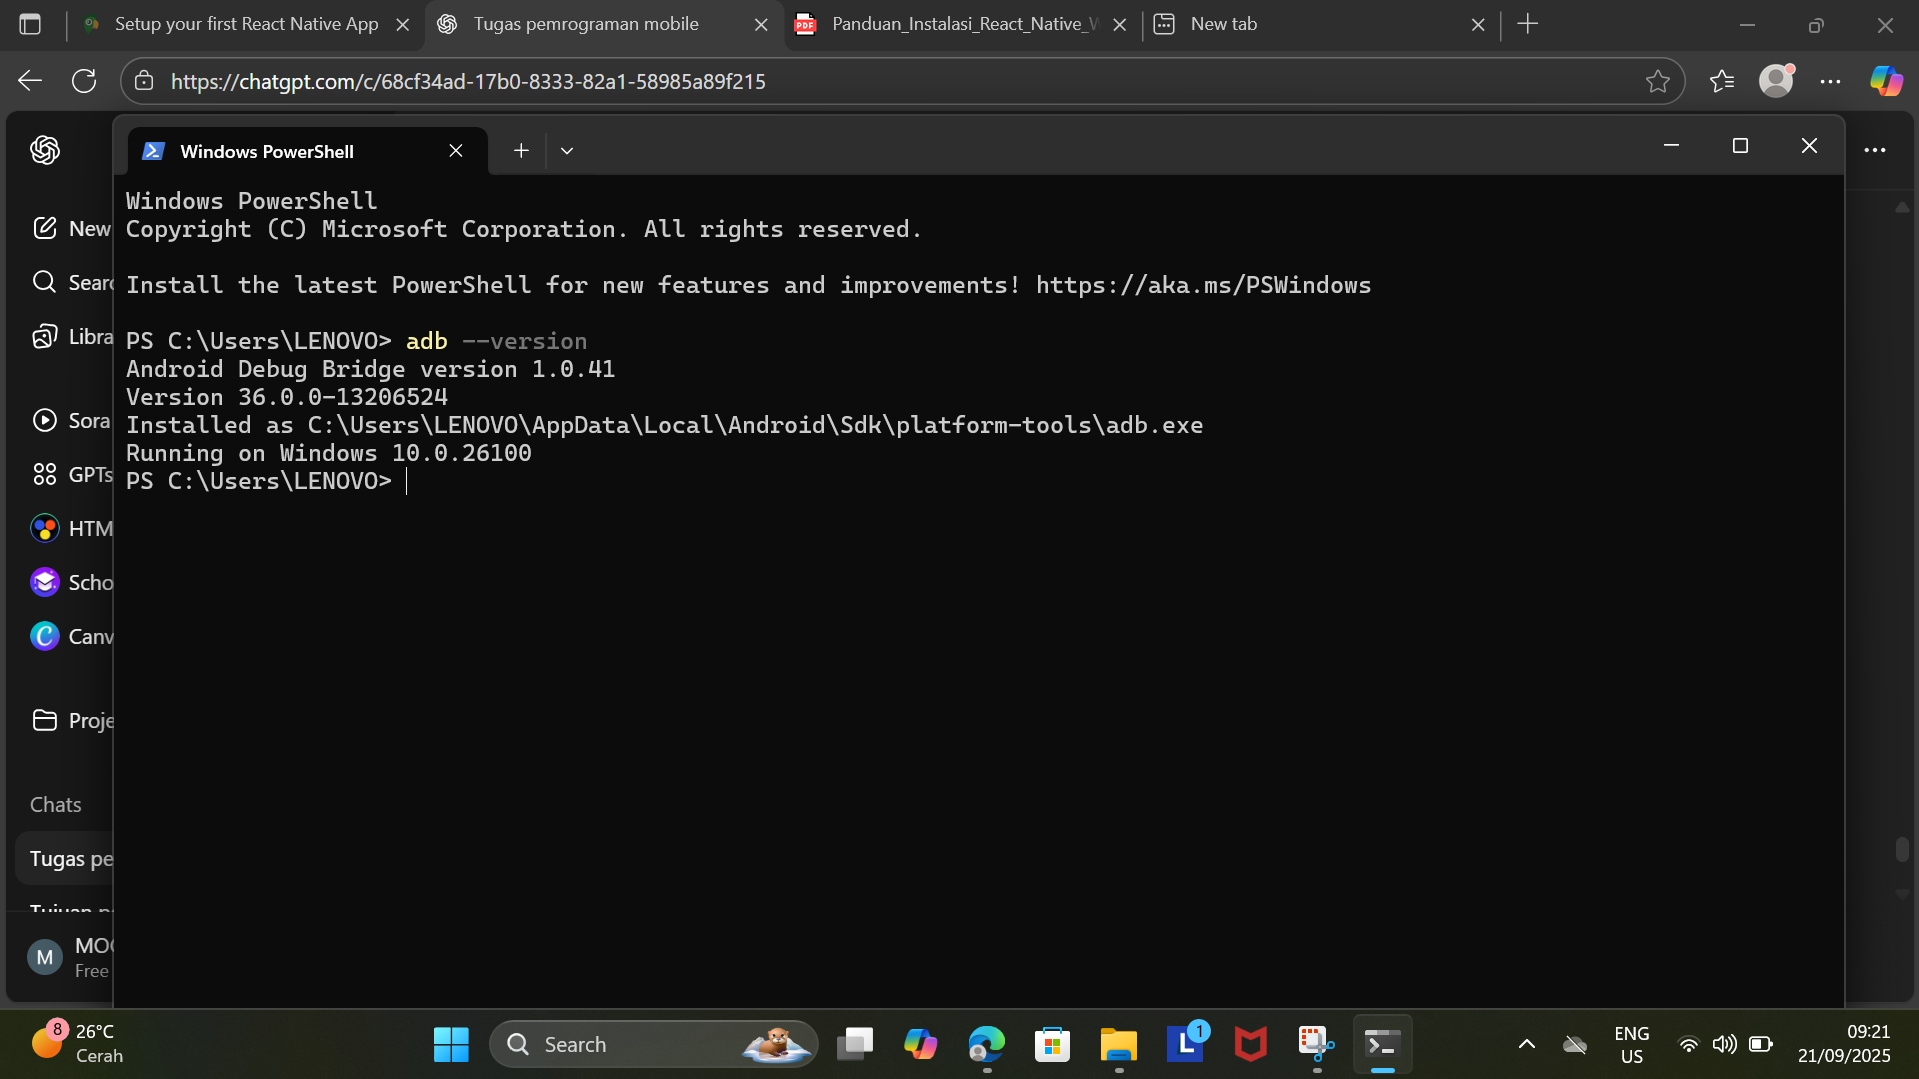 Setup your first React Native App
Tugas pemrograman mobile
PDF
Panduan_Instalasi_React_Native_
New tab
https://chatgpt.com/c/68cf34ad-17b0-8333-82a1-58985a89f215
Windows PowerShell
New
Sear
Libra
Sora
GPTs
HTM
Scho
Canv
Proje
Chats
Tugas pe
M
MO
Free
Windows PowerShell
Copyright (C) Microsoft Corporation. All rights reserved.
Install the latest PowerShell for new features and improvements! https://aka.ms/PSWindows
PS C:\Users\LENOVO> adb --version
Android Debug Bridge version 1.0.41
Version 36.0.0-13206524
Installed as C:\Users\LENOVO\AppData\Local\Android\Sdk\platform-tools\adb.exe
Running on Windows 10.0.26100
PS C:\Users\LENOVO>
8
26°C
Cerah
Search
L
1
ENG
US
09:21
21/09/2025